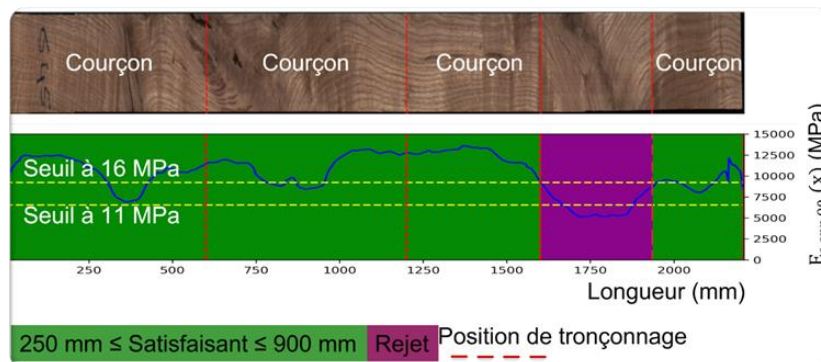 Courçon Courçon Courçon Courçon
15000
Seuil à 16 MPa 12500
10000
7500
Seuil à 11 MPa 5000
2500
0
250 500 750 1000 1250 1500 1750 2000
Longueur (mm)
(x) (MPa)
250 mm ≤ Satisfaisant ≤ 900 mm Rejet Position de tronçonnage